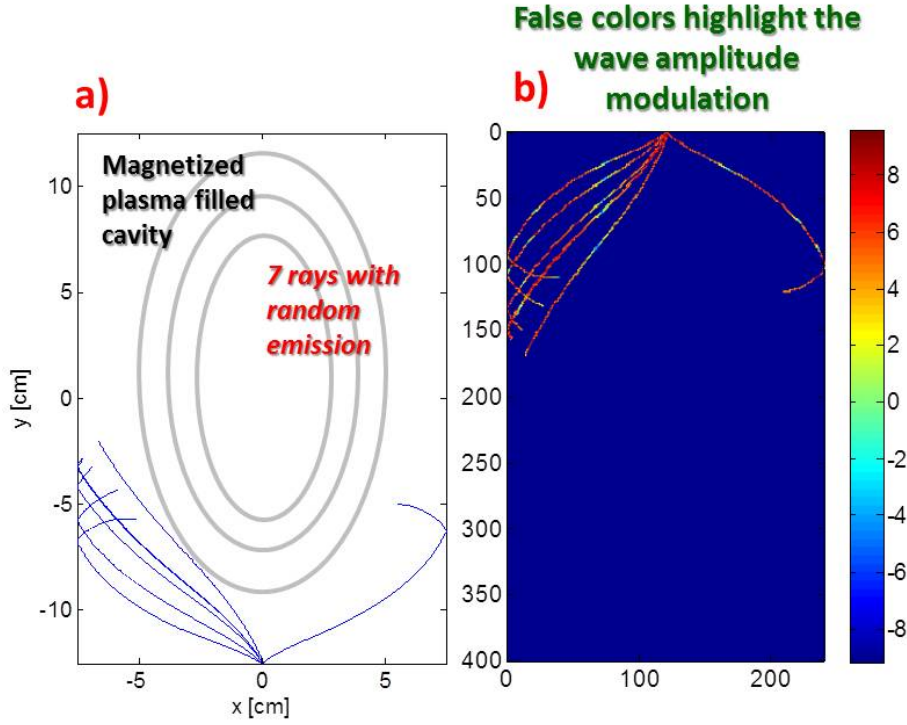 False colors highlight the
wave amplitude
modulation
a)
b)
Magnetized
plasma filled
cavity
7 rays with
random
emission
10
5
0
-5
-10
y [cm]
-5
0
5
x [cm]
0
50
100
150
200
250
300
350
400
0
100
200
8
6
4
2
0
-2
-4
-6
-8